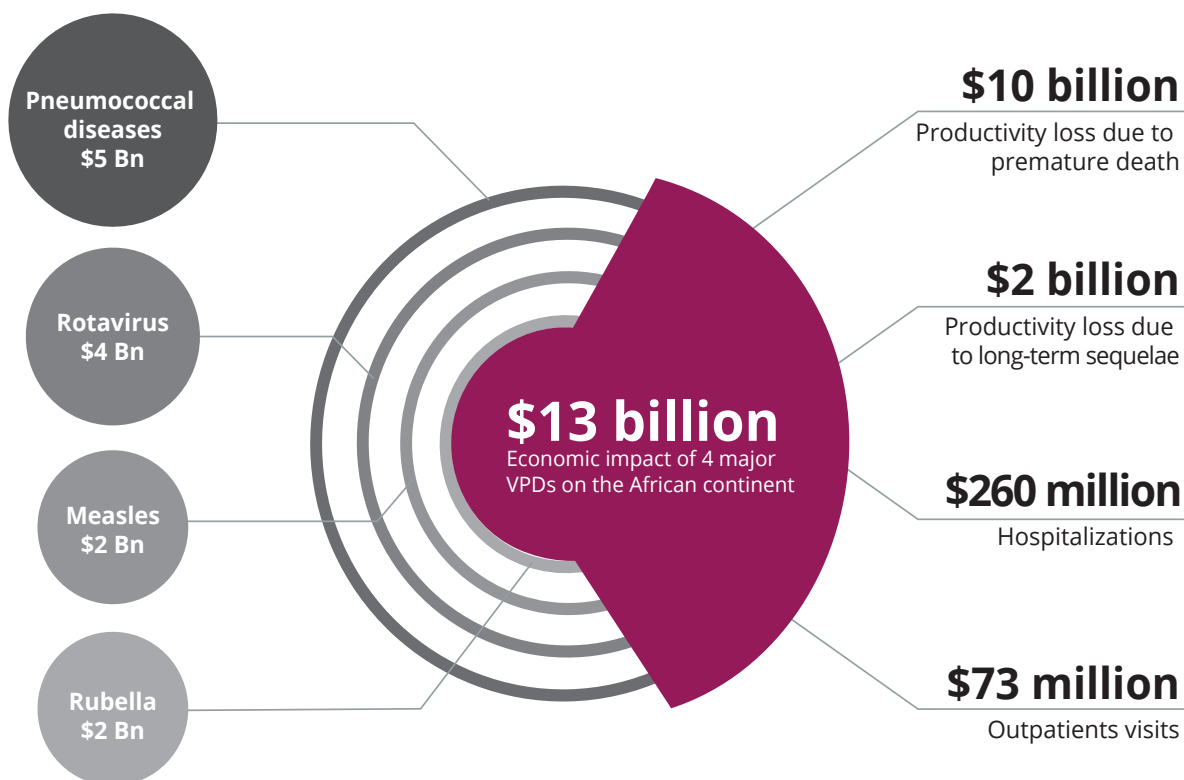 Pneumococcal
diseases
$5 Bn
Rotavirus
$4 Bn
Measles
$2 Bn
Rubella
$2 Bn
$13 billion
Economic impact of 4 major
VPDs on the African continent
$10 billion
Productivity loss due to
premature death
$2 billion
Productivity loss due
to long-term sequelae
$260 million
Hospitalizations
$73 million
Outpatients visits